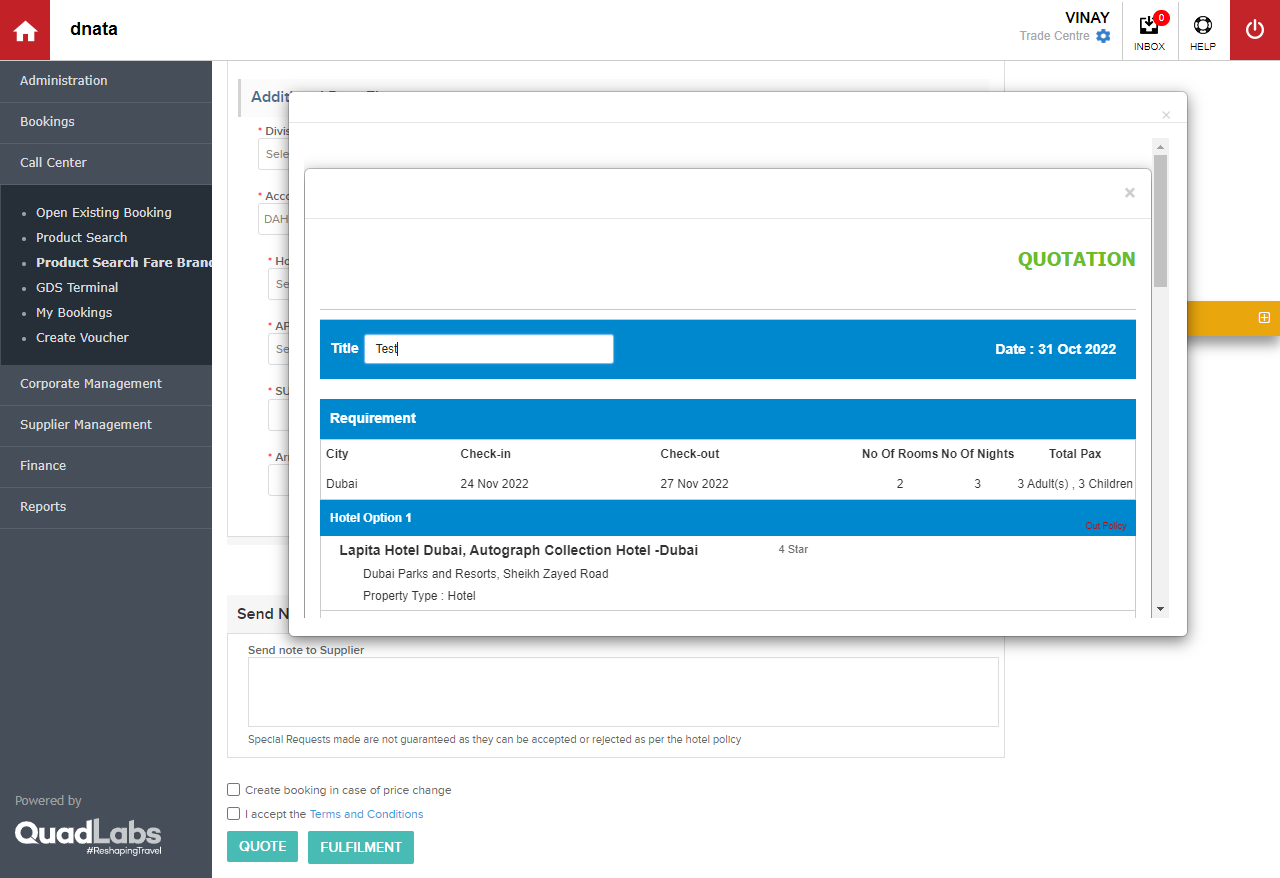 dnata
VINAY
Trade Centre
0
INBOX
HELP
Administration
Bookings
Call Center
Open Existing Booking
Product Search
Product Search Fare Brand
GDS Terminal
My Bookings
Create Voucher
Corporate Management
Supplier Management
Finance
Reports
Powered by
QuadLabs
#ReshapingTravel
* Divis
Sele
* Acco
DAH
* Ho
Se
* AP
Se
* SU
* Arr
×
×
QUOTATION
Title Test Date : 31 Oct 2022
Requirement
City Check-in Check-out No Of Rooms No Of Nights Total Pax
Dubai 24 Nov 2022 27 Nov 2022 2 3 3 Adult(s) , 3 Children
Hotel Option 1
Out Policy
Lapita Hotel Dubai, Autograph Collection Hotel -Dubai 4 Star
Dubai Parks and Resorts, Sheikh Zayed Road
Property Type : Hotel
Send N
Send note to Supplier
Special Requests made are not guaranteed as they can be accepted or rejected as per the hotel policy
Create booking in case of price change
I accept the Terms and Conditions
QUOTE FULFILMENT